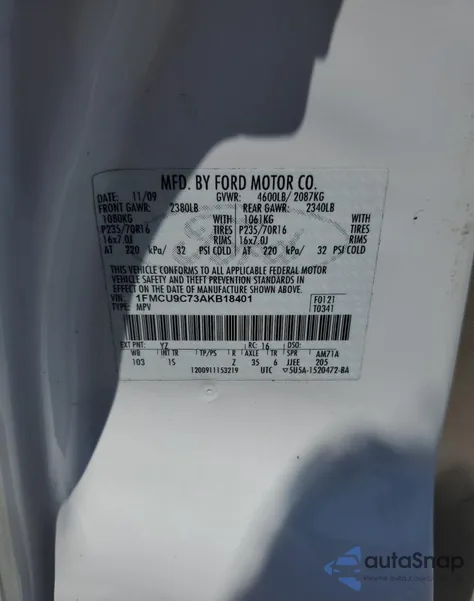 MFD. BY FORD MOTOR CO.
DATE: 11/09 GVWR: 4600LB/ 2087KG
FRONT GAWR: 2380LB REAR GAWR: 2340LB
1080KG WITH 1061KG WITH
P235/70R16 TIRES P235/70R16 TIRES
16x7.0J RIMS 16x7.0J RIMS
AT 220 kPa/ 32 PSI COLD AT 220 kPa/ 32 PSI COLD
THIS VEHICLE CONFORMS TO ALL APPLICABLE FEDERAL MOTOR
VEHICLE SAFETY AND THEFT PREVENTION STANDARDS IN
EFFECT ON THE DATE OF MANUFACTURE SHOWN ABOVE.
VIN: 1FMCU9C73AKB18401 F0121
TYPE: MPV T0341
EXT PNT: YZ RC: 16 DSO:
WB INT TR TP/PS R AXLE TR SPR AM71A
103 1S Z 35 6 JJEE 205
1200911153219 UTC 5U5A-1520472-BA
autoSnap